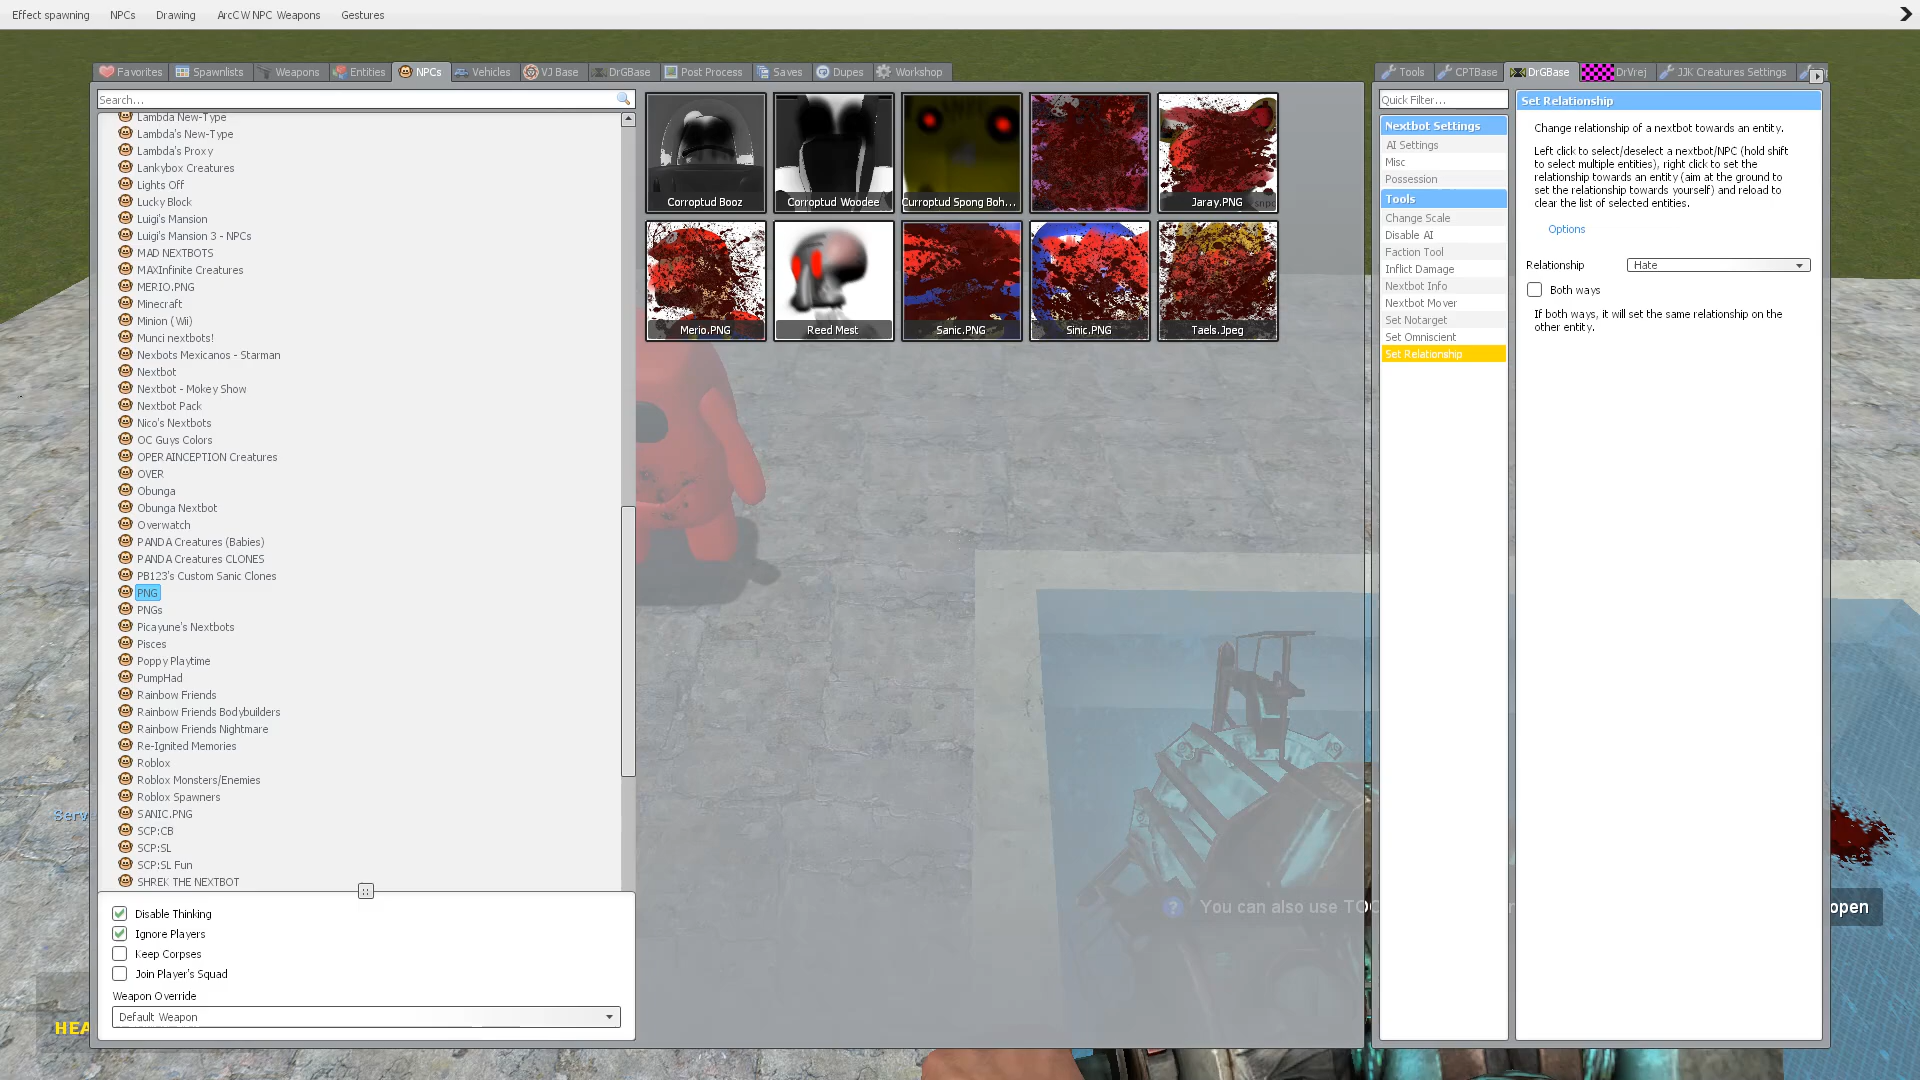 Effect spawning NPCs Drawing ArcCW NPC Weapons Gestures
Favorites Spawnlists Weapons Entities NPCs Vehicles VJ Base DrGBase Post Process Saves Dupes Workshop
Search...
Lambda New-Type
Lambda's New-Type
Lambda's Proxy
Lankybox Creatures
Lights Off
Lucky Block
Luigi's Mansion
Luigi's Mansion 3 - NPCs
MAD NEXTBOTS
MAXInfinite Creatures
MERIO.PNG
Minecraft
Minion (Wii)
Munci nextbots!
Nexbots Mexicanos - Starman
Nextbot
Nextbot - Mokey Show
Nextbot Pack
Nico's Nextbots
OC Guys Colors
OPERAINCEPTION Creatures
OVER
Obunga
Obunga Nextbot
Overwatch
PANDA Creatures (Babies)
PANDA Creatures CLONES
PB123's Custom Sanic Clones
PNG
PNGs
Picayune's Nextbots
Pisces
Poppy Playtime
PumpHad
Rainbow Friends
Rainbow Friends Bodybuilders
Rainbow Friends Nightmare
Re-Ignited Memories
Roblox
Roblox Monsters/Enemies
Roblox Spawners
SANIC.PNG
SCP:CB
SCP:SL
SCP:SL Fun
SHREK THE NEXTBOT
Disable Thinking
Ignore Players
Keep Corpses
Join Player's Squad
Weapon Override
Default Weapon
Corroptud Booz
Corroptud Woodee
Curroptud Spong Boh...
Jaray.PNG
Merio.PNG
Reed Mest
Sanic.PNG
Sinic.PNG
Taels.Jpeg
You can also use
open
Tools CPTBase DrGBase DrVrej JJK Creatures Settings
Quick Filter...
Nextbot Settings
AI Settings
Misc
Possession
Tools
Change Scale
Disable AI
Faction Tool
Inflict Damage
Nextbot Info
Nextbot Mover
Set Notarget
Set Omniscient
Set Relationship
Set Relationship
Change relationship of a nextbot towards an entity.
Left click to select/deselect a nextbot/NPC (hold shift
to select multiple entities), right click to set the
relationship towards an entity (aim at the ground to
set the relationship towards yourself) and reload to
clear the list of selected entities.
Options
Relationship Hate
Both ways
If both ways, it will set the same relationship on the
other entity.